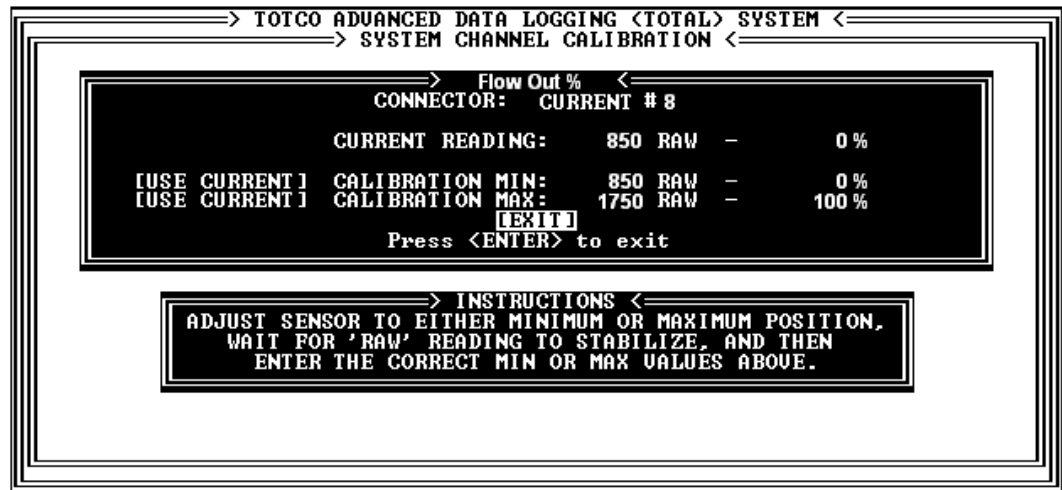 => TOTCO ADVANCED DATA LOGGING <TOTAL> SYSTEM <=
=> SYSTEM CHANNEL CALIBRATION <=
=> Flow Out % <=
CONNECTOR: CURRENT # 8
CURRENT READING: 850 RAW - 0 %
[USE CURRENT] CALIBRATION MIN: 850 RAW - 0 %
[USE CURRENT] CALIBRATION MAX: 1750 RAW - 100 %
[EXIT]
Press <ENTER> to exit
=> INSTRUCTIONS <=
ADJUST SENSOR TO EITHER MINIMUM OR MAXIMUM POSITION,
WAIT FOR 'RAW' READING TO STABILIZE, AND THEN
ENTER THE CORRECT MIN OR MAX VALUES ABOVE.